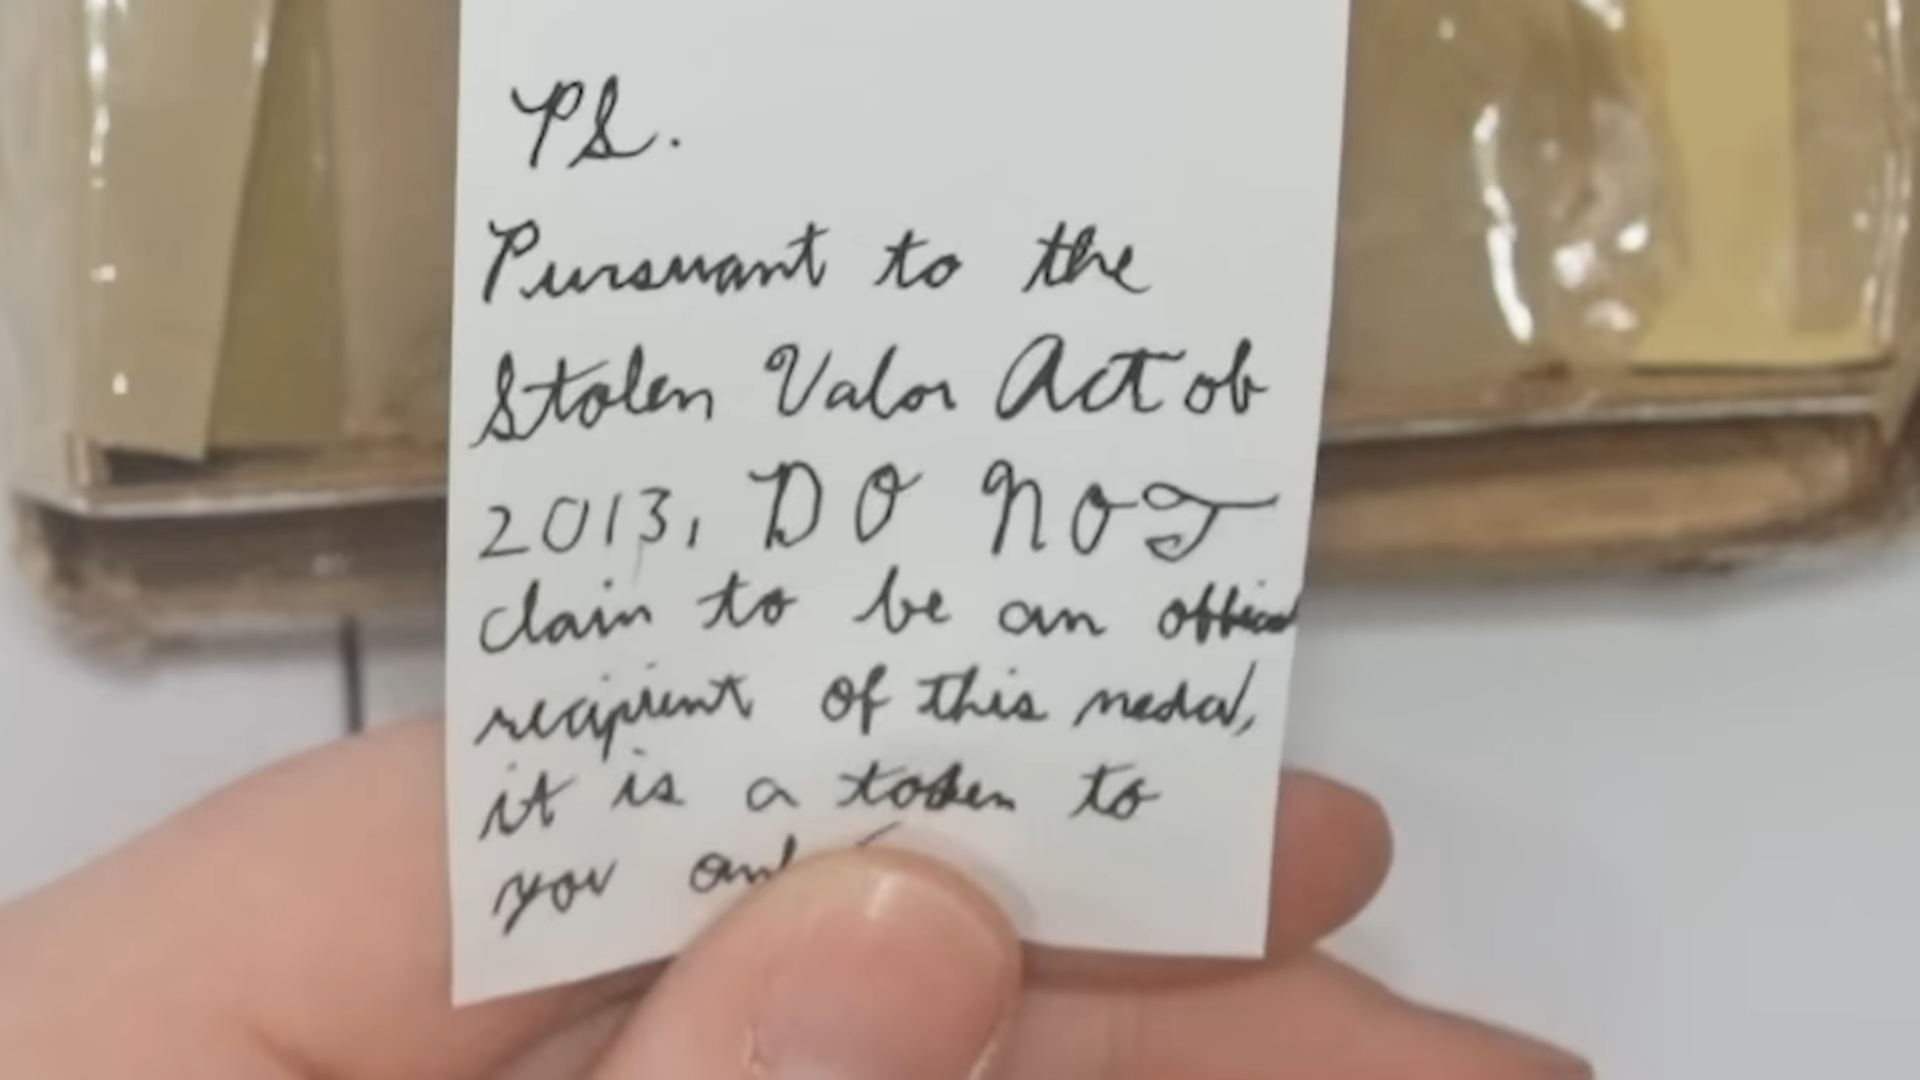 PS.
Pursuant to the
Stolen Valor Act of
2013, DO NOT
claim to be an official
recipient of this medal,
it is a token to
you